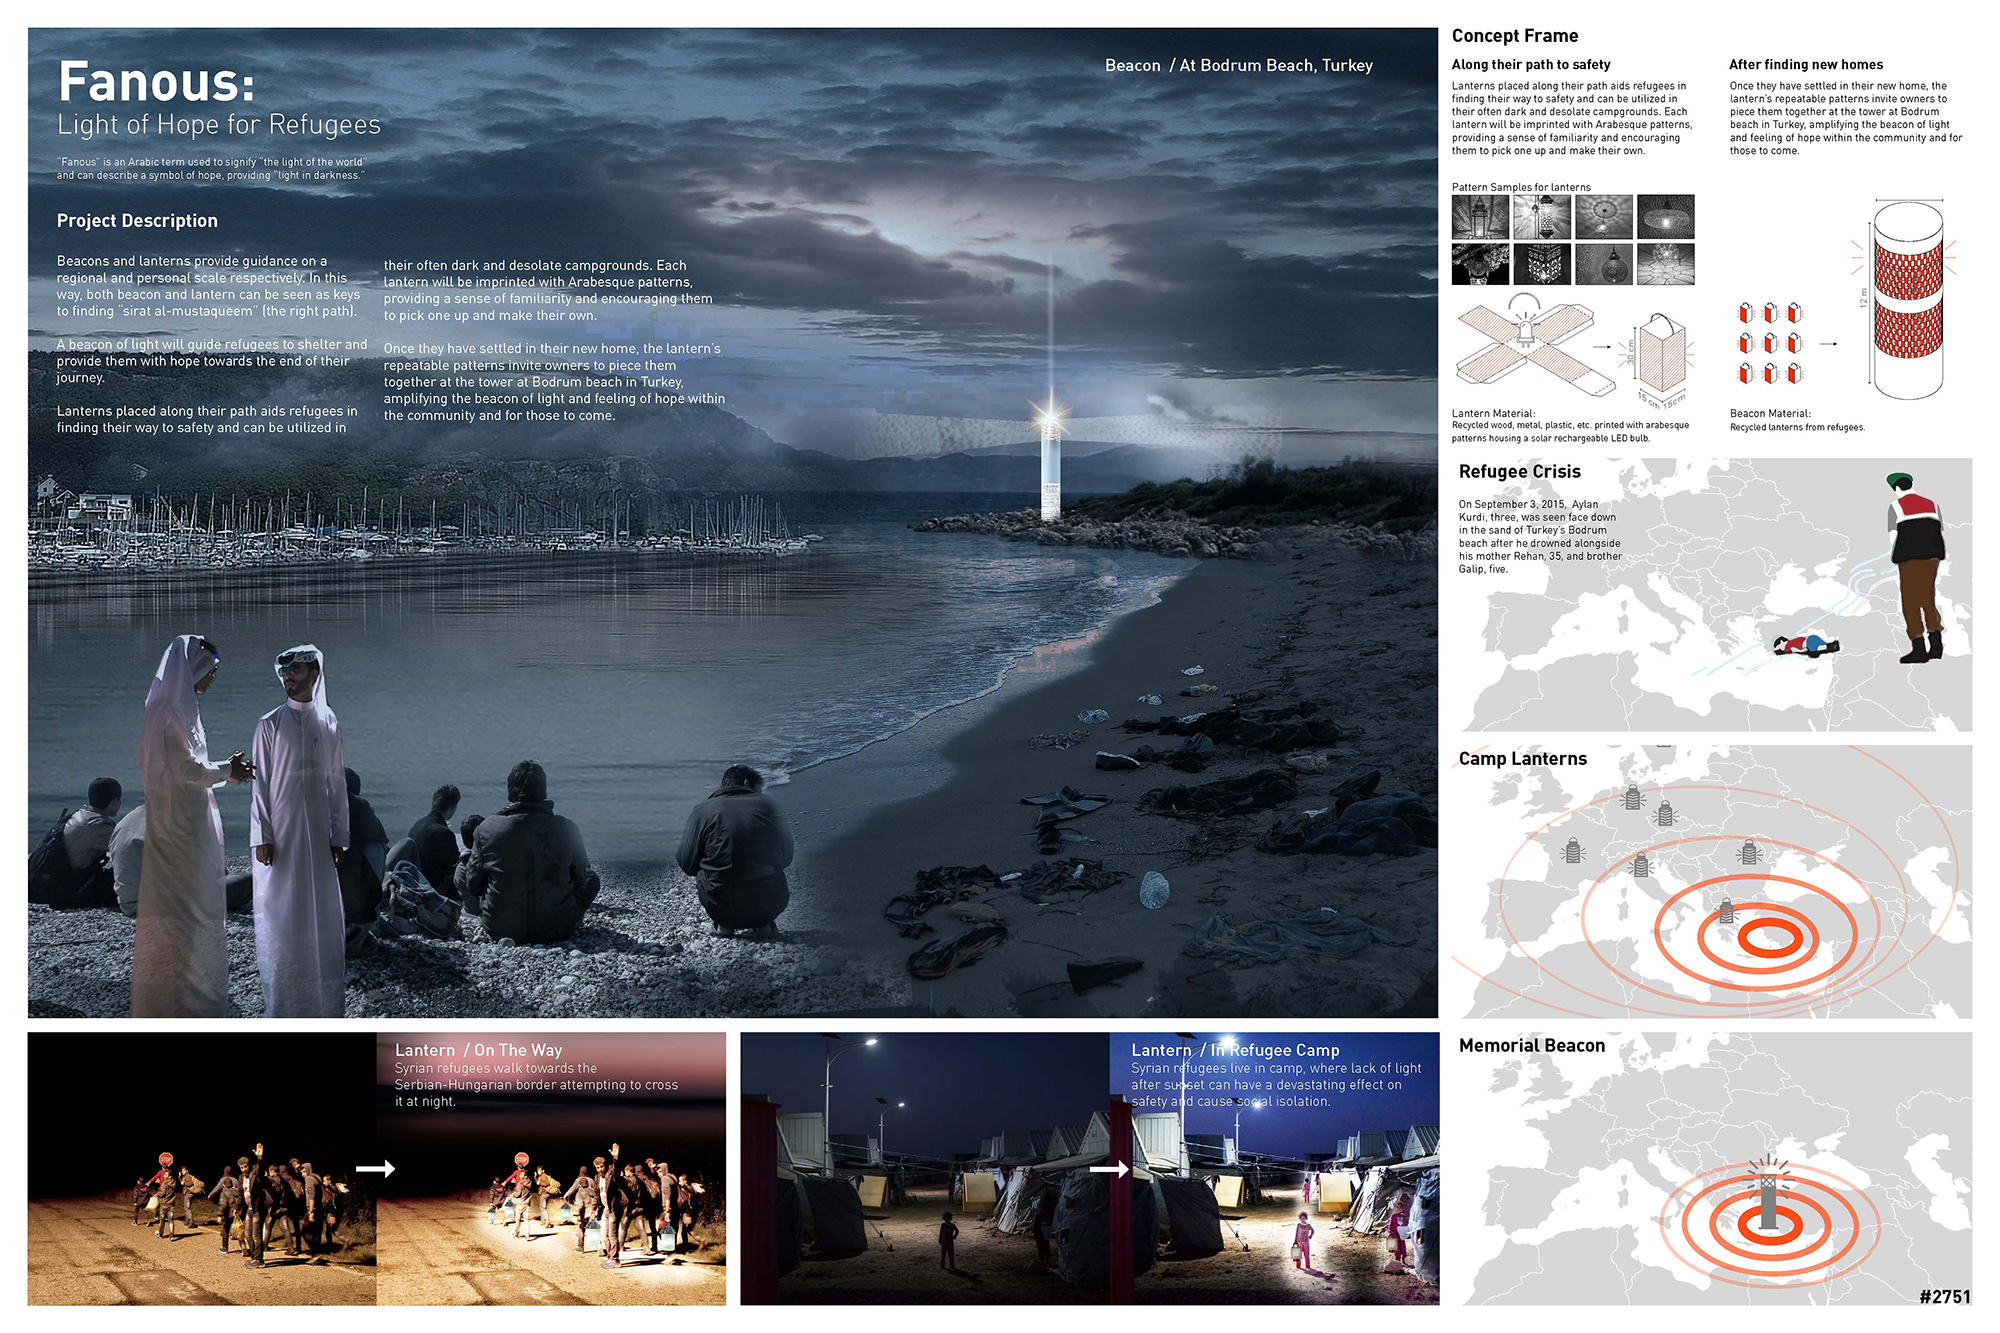 Fanous:
Light of Hope for Refugees
"Fanous" is an Arabic term used to signify "the light of the world"
and can describe a symbol of hope, providing "light in darkness."
Project Description
Beacons and lanterns provide guidance on a
regional and personal scale respectively. In this
way, both beacon and lantern can be seen as keys
to finding "sirat al-mustaqueem" (the right path).
A beacon of light will guide refugees to shelter and
provide them with hope towards the end of their
journey.
Lanterns placed along their path aids refugees in
finding their way to safety and can be utilized in
their often dark and desolate campgrounds. Each
lantern will be imprinted with Arabesque patterns,
providing a sense of familiarity and encouraging them
to pick one up and make their own.
Once they have settled in their new home, the lantern's
repeatable patterns invite owners to piece them
together at the tower at Bodrum beach in Turkey,
amplifying the beacon of light and feeling of hope within
the community and for those to come.
Beacon / At Bodrum Beach, Turkey
Concept Frame
Along their path to safety
Lanterns placed along their path aids refugees in
finding their way to safety and can be utilized in
their often dark and desolate campgrounds. Each
lantern will be imprinted with Arabesque patterns,
providing a sense of familiarity and encouraging
them to pick one up and make their own.
After finding new homes
Once they have settled in their new home, the
lantern's repeatable patterns invite owners to
piece them together at the tower at Bodrum
beach in Turkey, amplifying the beacon of light
and feeling of hope within the community and for
those to come.
Pattern Samples for lanterns
30 cm
15 cm
15cm
12 m
Lantern Material:
Recycled wood, metal, plastic, etc. printed with arabesque
patterns housing a solar rechargeable LED bulb.
Beacon Material:
Recycled lanterns from refugees.
Refugee Crisis
On September 3, 2015, Aylan
Kurdi, three, was seen face down
in the sand of Turkey's Bodrum
beach after he drowned alongside
his mother Rehan, 35, and brother
Galip, five.
Camp Lanterns
Memorial Beacon
Lantern / On The Way
Syrian refugees walk towards the
Serbian-Hungarian border attempting to cross
it at night.
STOP
STOP
Lantern / In Refugee Camp
Syrian refugees live in camp, where lack of light
after sunset can have a devastating effect on
safety and cause social isolation.
#2751